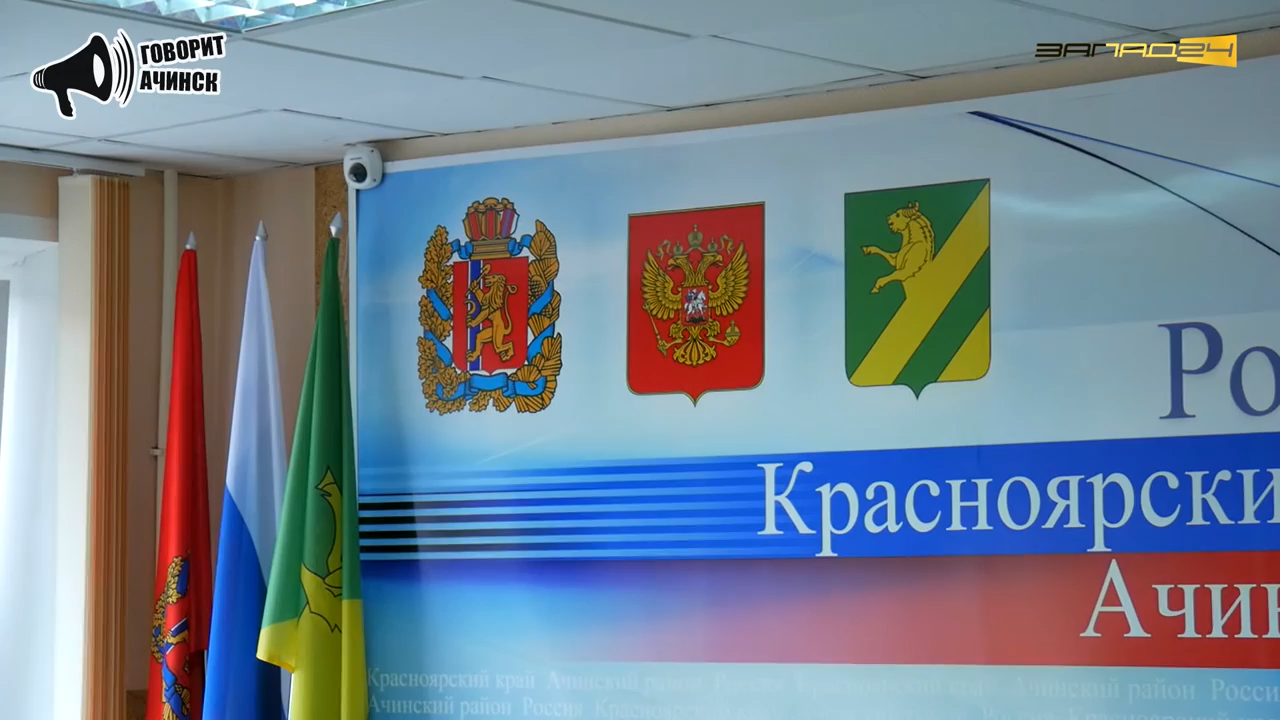 ГОВОРИТ
АЧИНСК
ЗАПАД24
Ро
Красноярски
Ачин
Красноярский край Ачинский район Россия Красноярский край Ачинский район Росси
Ачинский район Россия Красноярский край